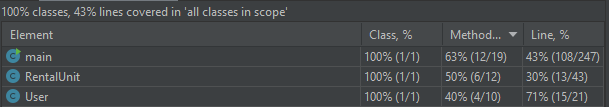 100% classes, 43% lines covered in 'all classes in scope'
Element Class, % Method... Line, %
main 100% (1/1) 63% (12/19) 43% (108/247)
RentalUnit 100% (1/1) 50% (6/12) 30% (13/43)
User 100% (1/1) 40% (4/10) 71% (15/21)